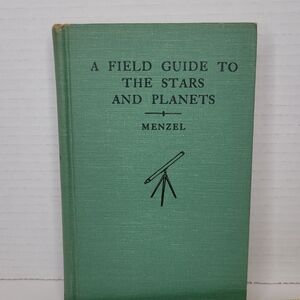 A FIELD GUIDE TO
THE STARS
AND PLANETS
MENZEL